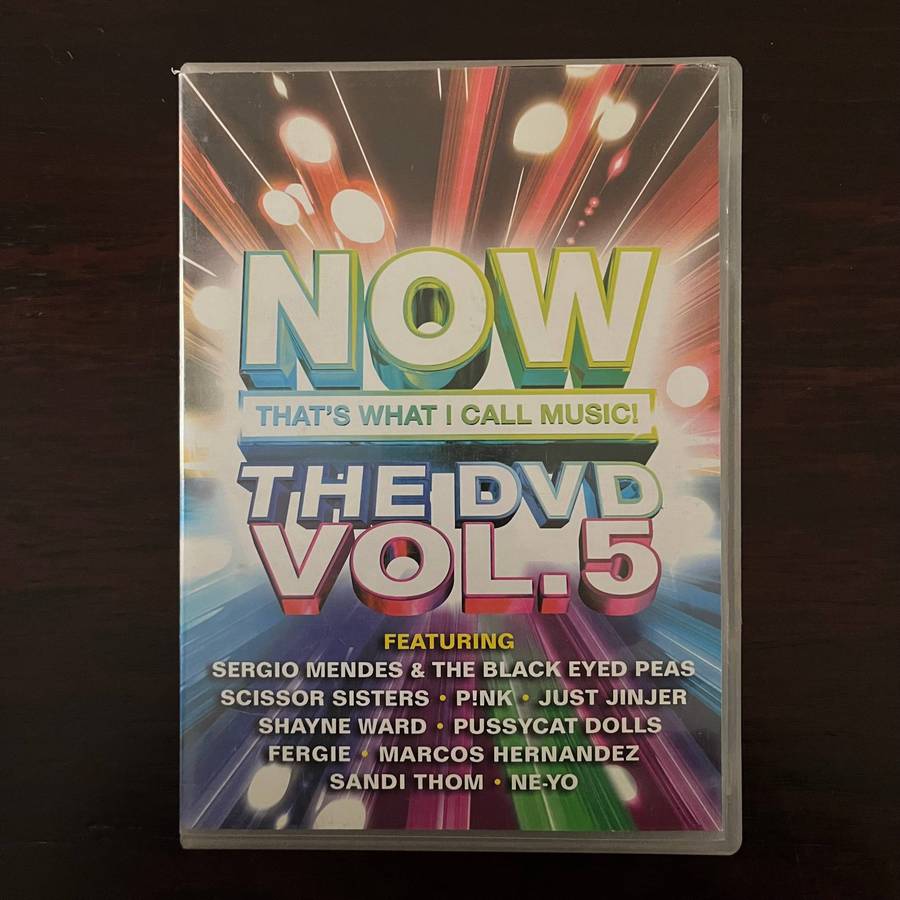 NOW
THAT'S WHAT I CALL MUSIC!
THE DVD
VOL.5
FEATURING
SERGIO MENDES & THE BLACK EYED PEAS
SCISSOR SISTERS • P!NK • JUST JINJER
SHAYNE WARD • PUSSYCAT DOLLS
FERGIE • MARCOS HERNANDEZ
SANDI THOM • NE-YO